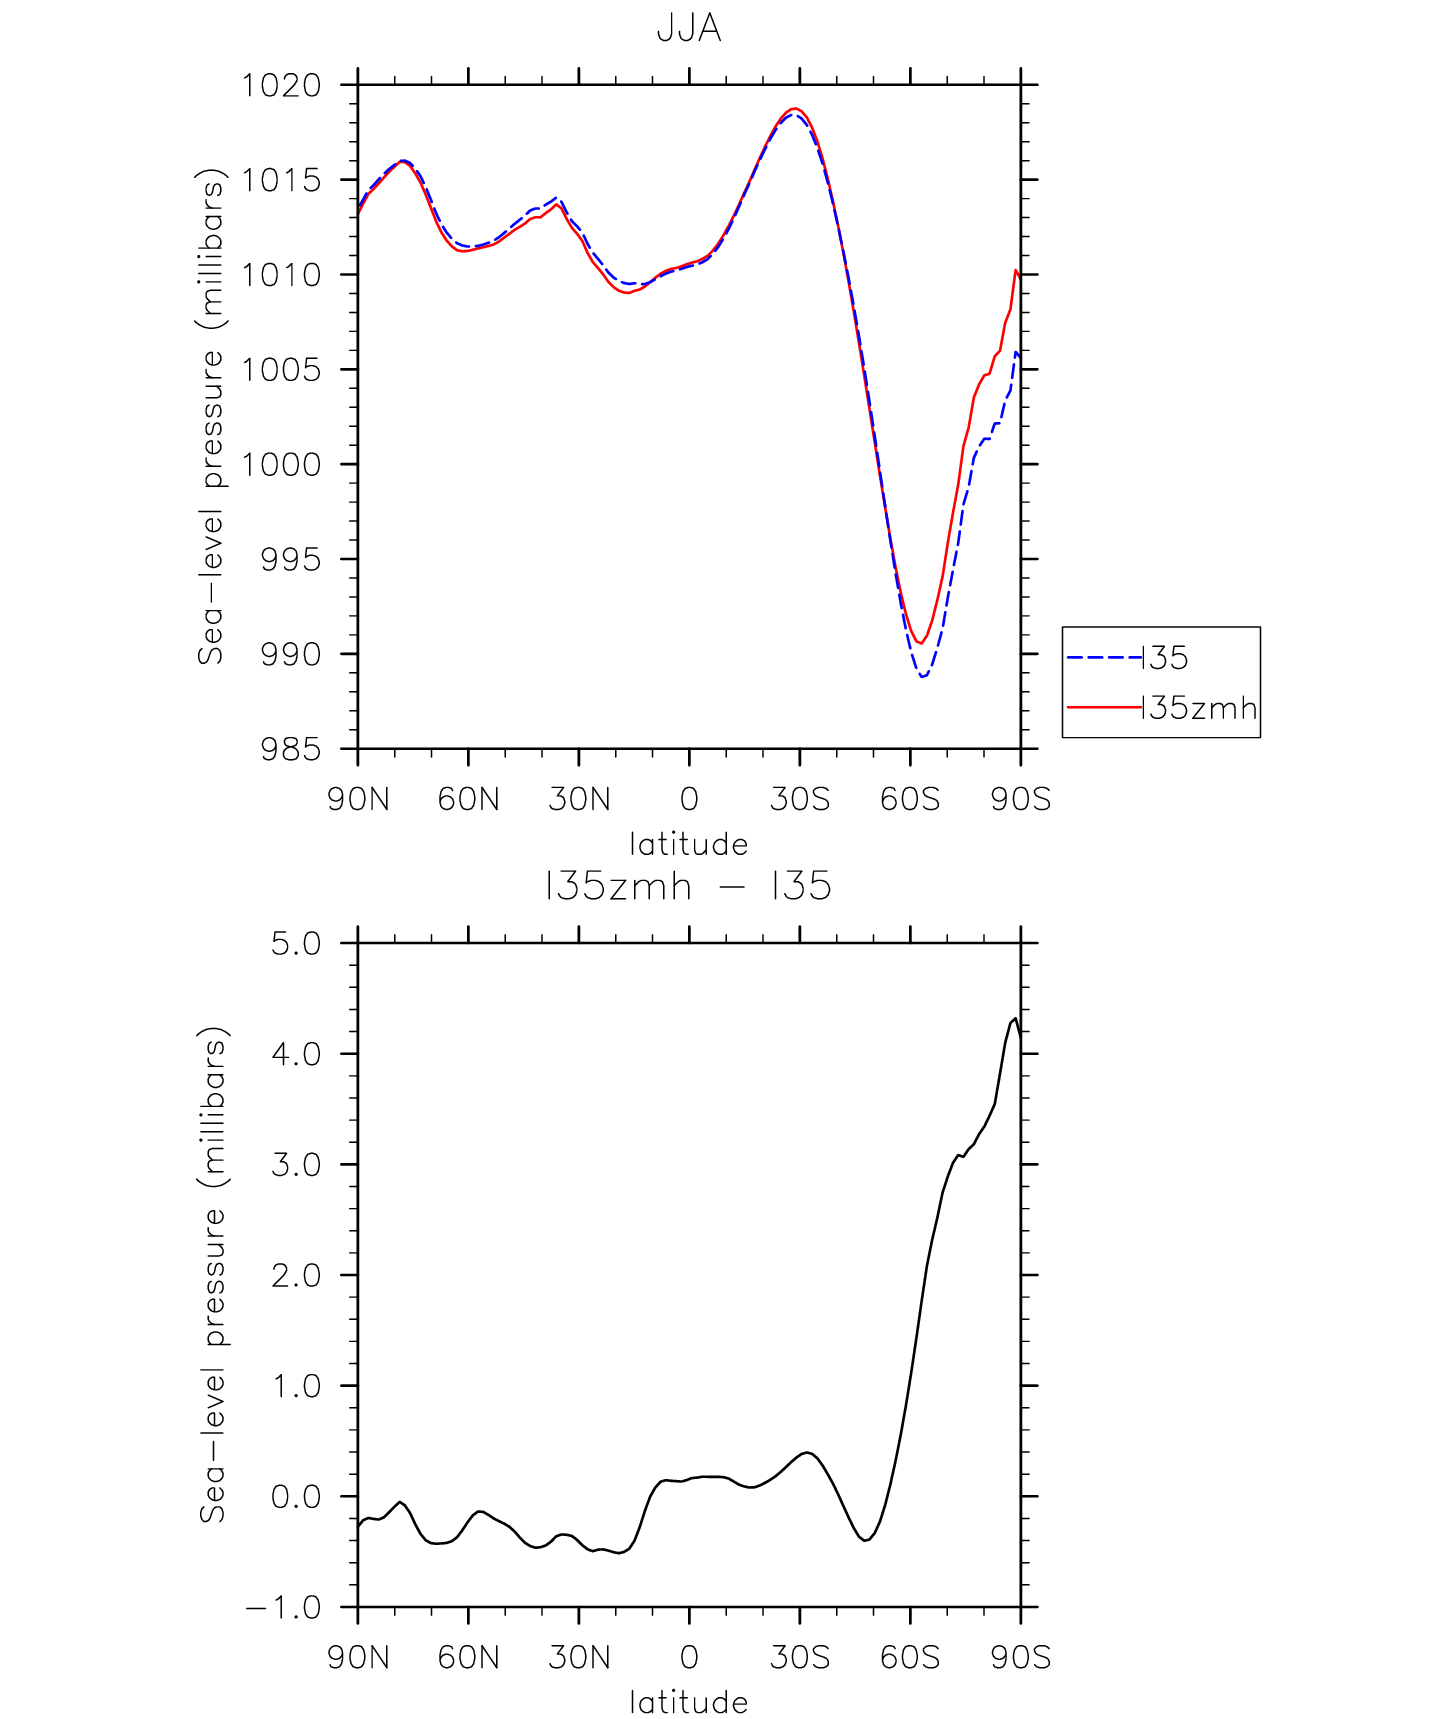 JJA
1020
1015
1010
1005
1000
995
990
985
Sea-level pressure (millibars)
90N 60N 30N 0 30S 60S 90S
latitude
I35
I35zmh
I35zmh - I35
5.0
4.0
3.0
2.0
1.0
0.0
-1.0
Sea-level pressure (millibars)
90N 60N 30N 0 30S 60S 90S
latitude